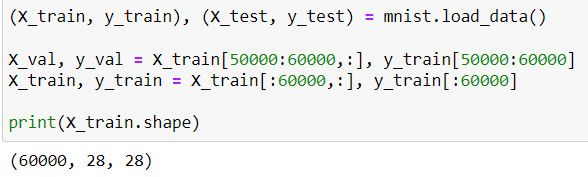 (X_train, y_train), (X_test, y_test) = mnist.load_data()
X_val, y_val = X_train[50000:60000,:], y_train[50000:60000]
X_train, y_train = X_train[:60000,:], y_train[:60000]
print(X_train.shape)
(60000, 28, 28)